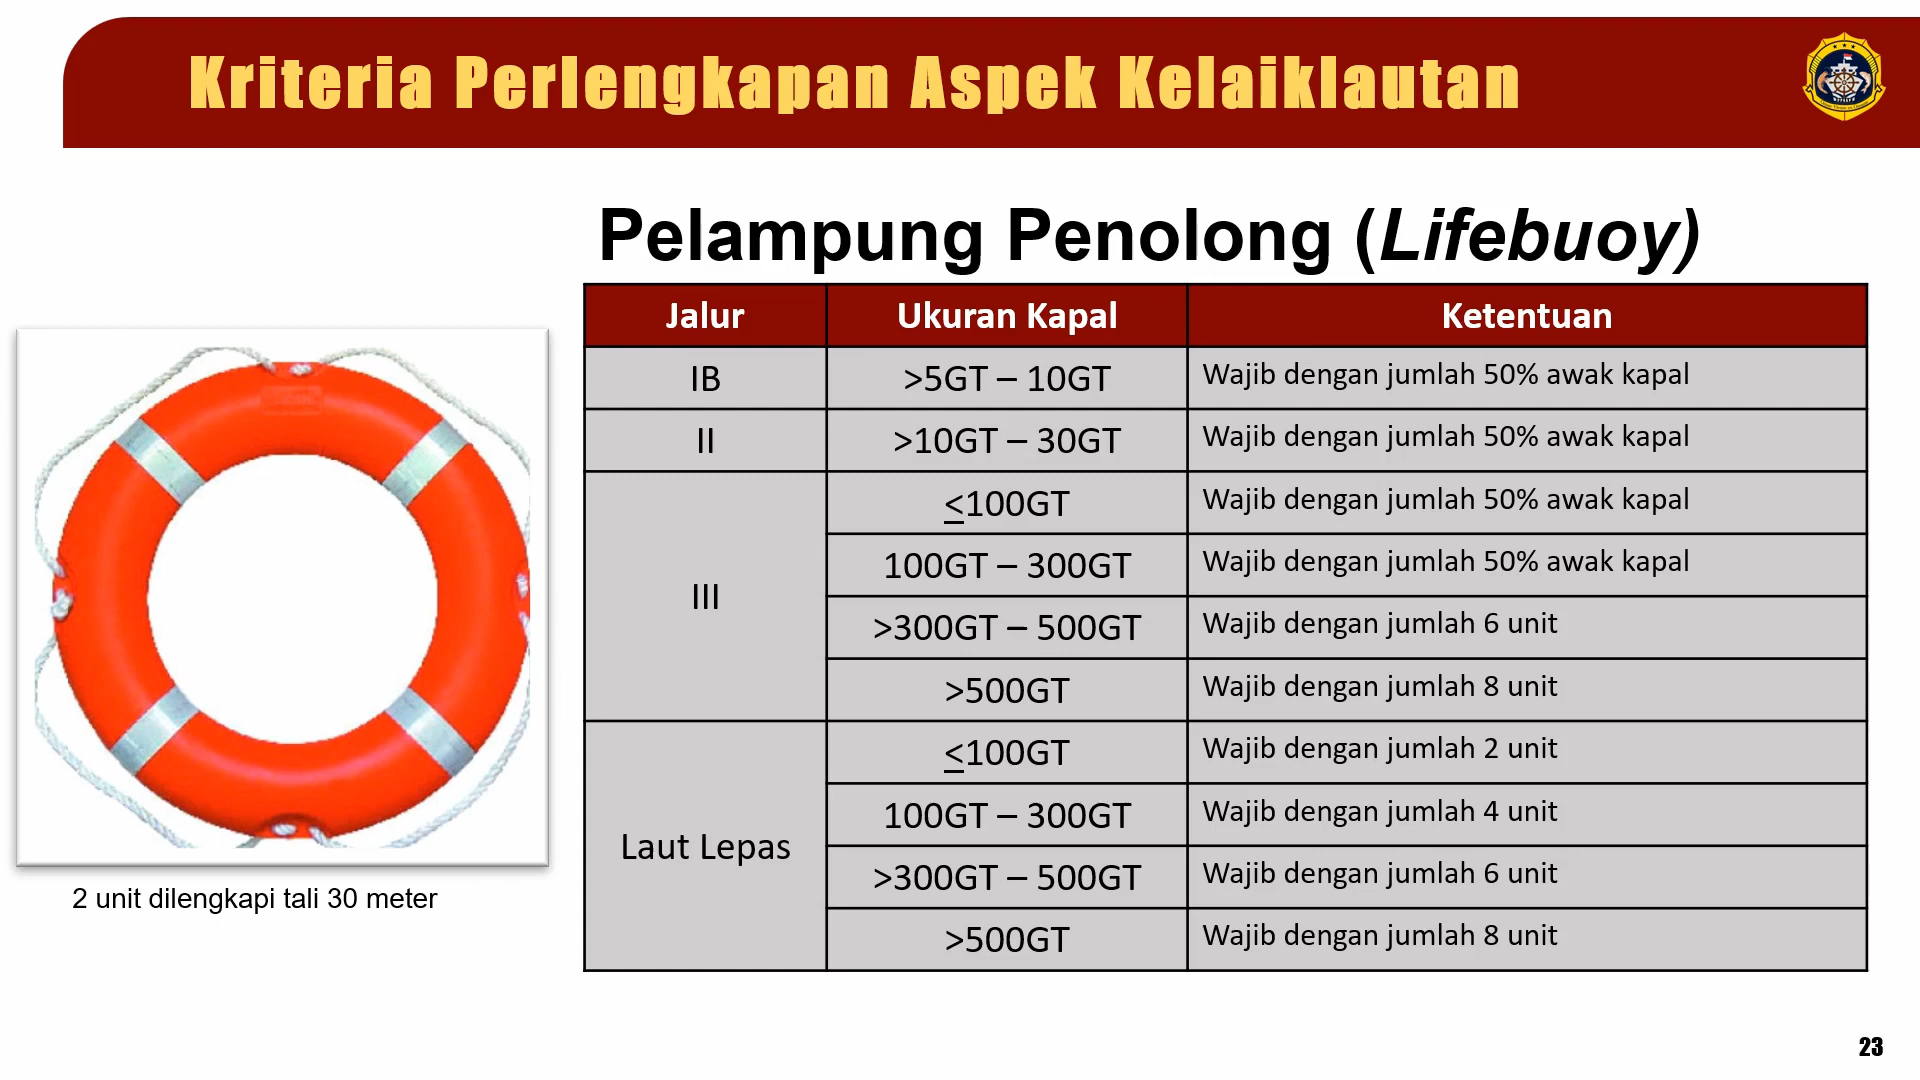 Kriteria Perlengkapan Aspek Kelaiklautan
Pelampung Penolong (Lifebuoy)
Jalur Ukuran Kapal Ketentuan
IB >5GT – 10GT Wajib dengan jumlah 50% awak kapal
II >10GT – 30GT Wajib dengan jumlah 50% awak kapal
III
≤100GT Wajib dengan jumlah 50% awak kapal
100GT – 300GT Wajib dengan jumlah 50% awak kapal
>300GT – 500GT Wajib dengan jumlah 6 unit
>500GT Wajib dengan jumlah 8 unit
Laut Lepas
≤100GT Wajib dengan jumlah 2 unit
100GT – 300GT Wajib dengan jumlah 4 unit
>300GT – 500GT Wajib dengan jumlah 6 unit
>500GT Wajib dengan jumlah 8 unit
2 unit dilengkapi tali 30 meter
23